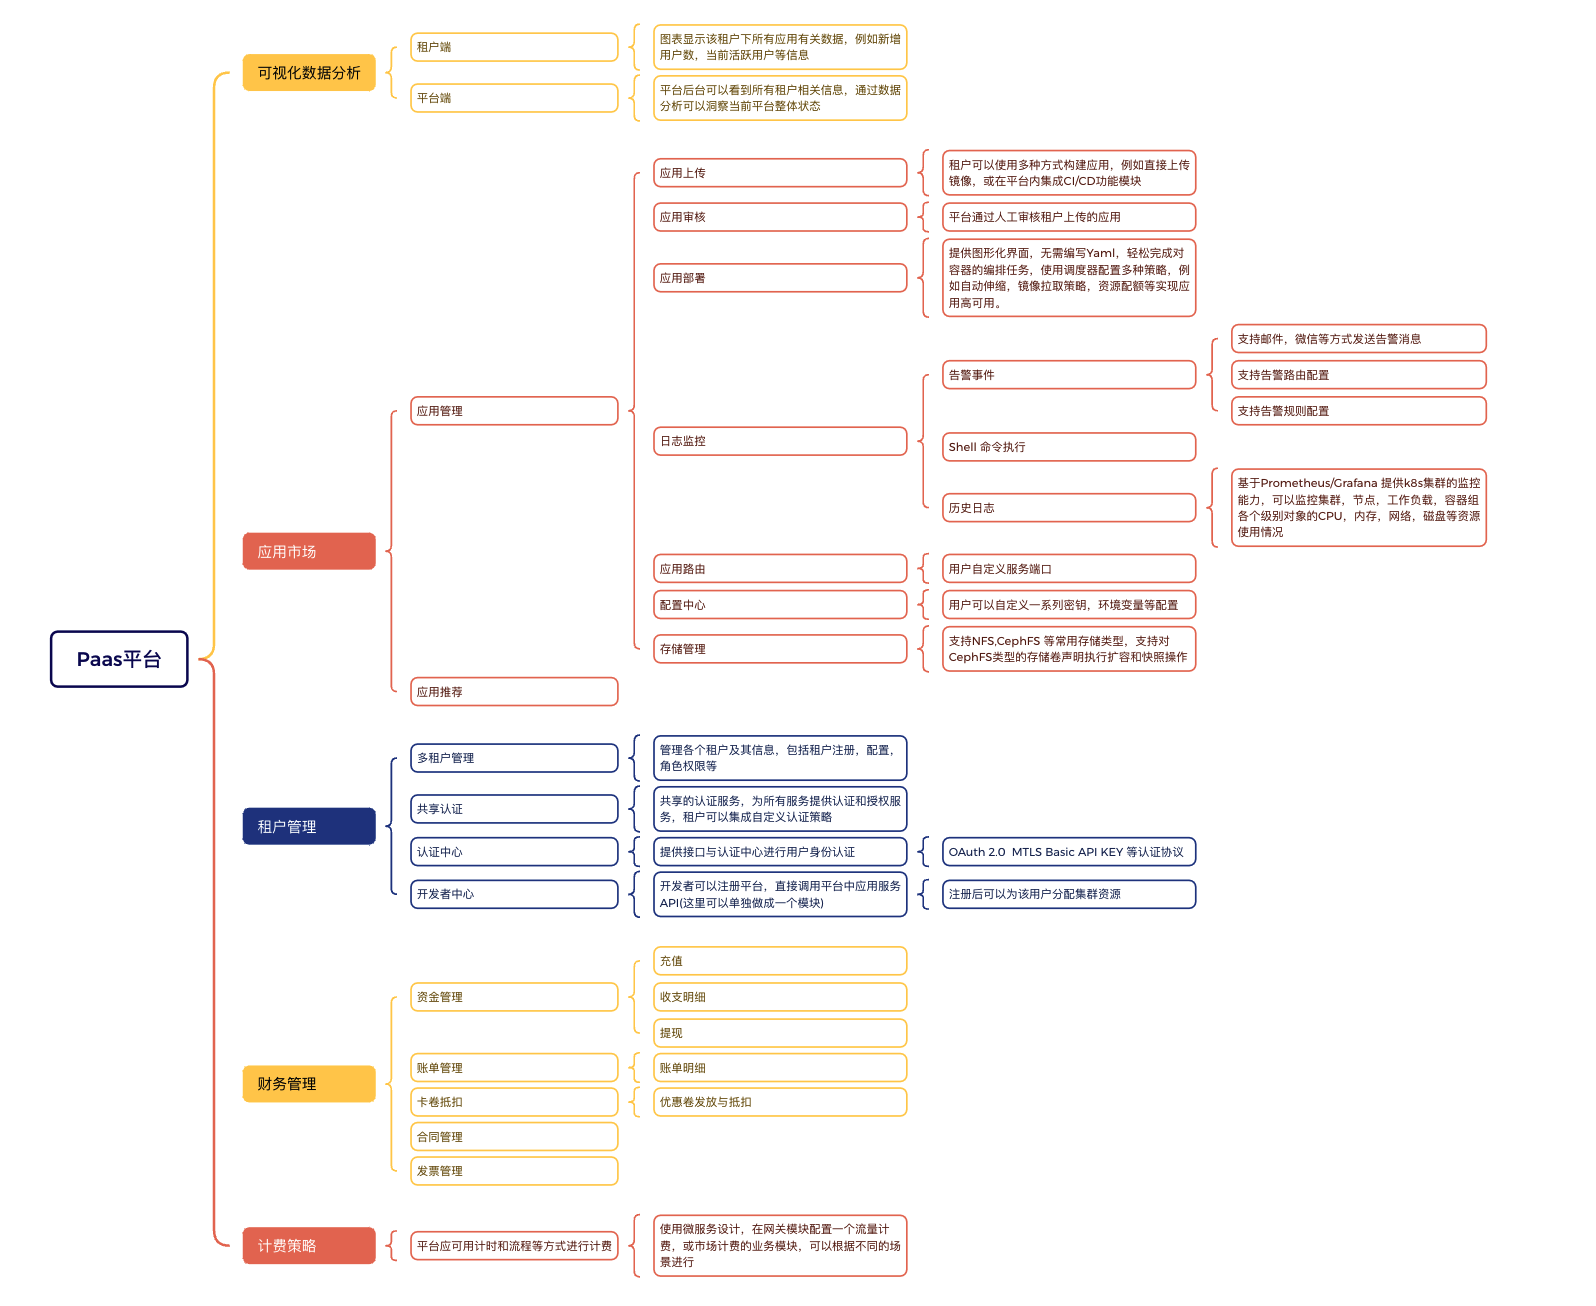 Paas平台
可视化数据分析
租户端
图表显示该租户下所有应用有关数据，例如新增
用户数，当前活跃用户等信息
平台端
平台后台可以看到所有租户相关信息，通过数据
分析可以洞察当前平台整体状态
应用市场
应用管理
应用上传
租户可以使用多种方式构建应用，例如直接上传
镜像，或在平台内集成CI/CD功能模块
应用审核
平台通过人工审核租户上传的应用
应用部署
提供图形化界面，无需编写Yaml，轻松完成对
容器的编排任务，使用调度器配置多种策略，例
如自动伸缩，镜像拉取策略，资源配额等实现应
用高可用。
日志监控
告警事件
支持邮件，微信等方式发送告警消息
支持告警路由配置
支持告警规则配置
Shell 命令执行
历史日志
基于Prometheus/Grafana 提供k8s集群的监控
能力，可以监控集群，节点，工作负载，容器组
各个级别对象的CPU，内存，网络，磁盘等资源
使用情况
应用路由
用户自定义服务端口
配置中心
用户可以自定义一系列密钥，环境变量等配置
存储管理
支持NFS,CephFS 等常用存储类型，支持对
CephFS类型的存储卷声明执行扩容和快照操作
应用推荐
租户管理
多租户管理
管理各个租户及其信息，包括租户注册，配置，
角色权限等
共享认证
共享的认证服务，为所有服务提供认证和授权服
务，租户可以集成自定义认证策略
认证中心
提供接口与认证中心进行用户身份认证
OAuth 2.0  MTLS Basic API KEY 等认证协议
开发者中心
开发者可以注册平台，直接调用平台中应用服务
API(这里可以单独做成一个模块)
注册后可以为该用户分配集群资源
财务管理
资金管理
充值
收支明细
提现
账单管理
账单明细
卡卷抵扣
优惠卷发放与抵扣
合同管理
发票管理
计费策略
平台应可用计时和流程等方式进行计费
使用微服务设计，在网关模块配置一个流量计
费，或市场计费的业务模块，可以根据不同的场
景进行